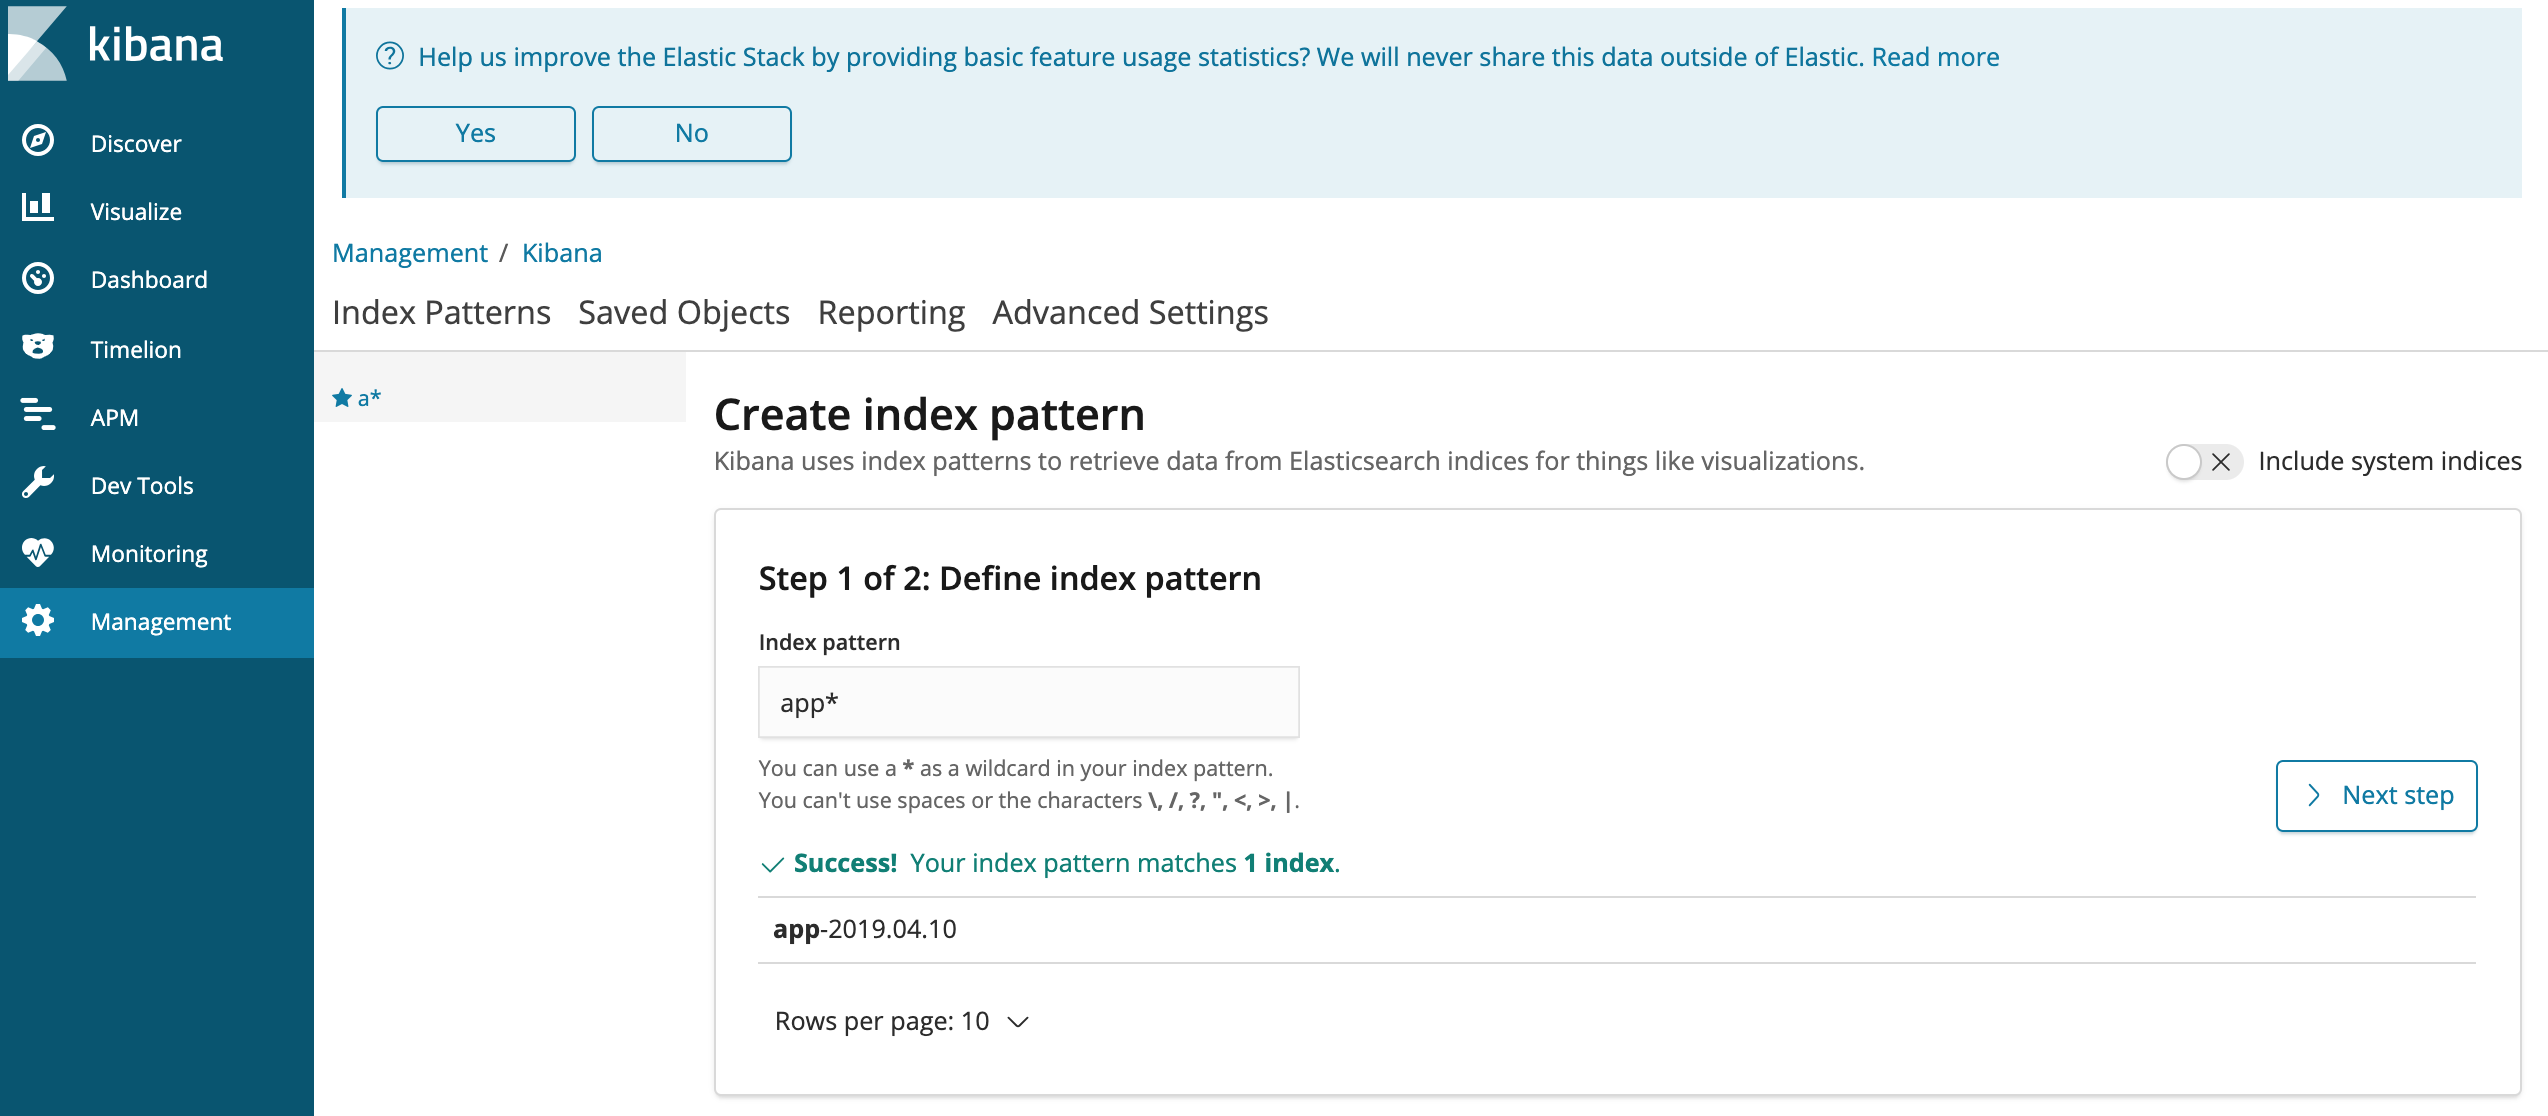 kibana
Discover
Visualize
Dashboard
Timelion
APM
Dev Tools
Monitoring
Management
Help us improve the Elastic Stack by providing basic feature usage statistics? We will never share this data outside of Elastic. Read more
Yes No
Management / Kibana
Index Patterns Saved Objects Reporting Advanced Settings
a*
Create index pattern
Kibana uses index patterns to retrieve data from Elasticsearch indices for things like visualizations.
Include system indices
Step 1 of 2: Define index pattern
Index pattern
app*
You can use a * as a wildcard in your index pattern.
You can't use spaces or the characters \, /, ?, ", <, >, |.
Next step
Success! Your index pattern matches 1 index.
app-2019.04.10
Rows per page: 10